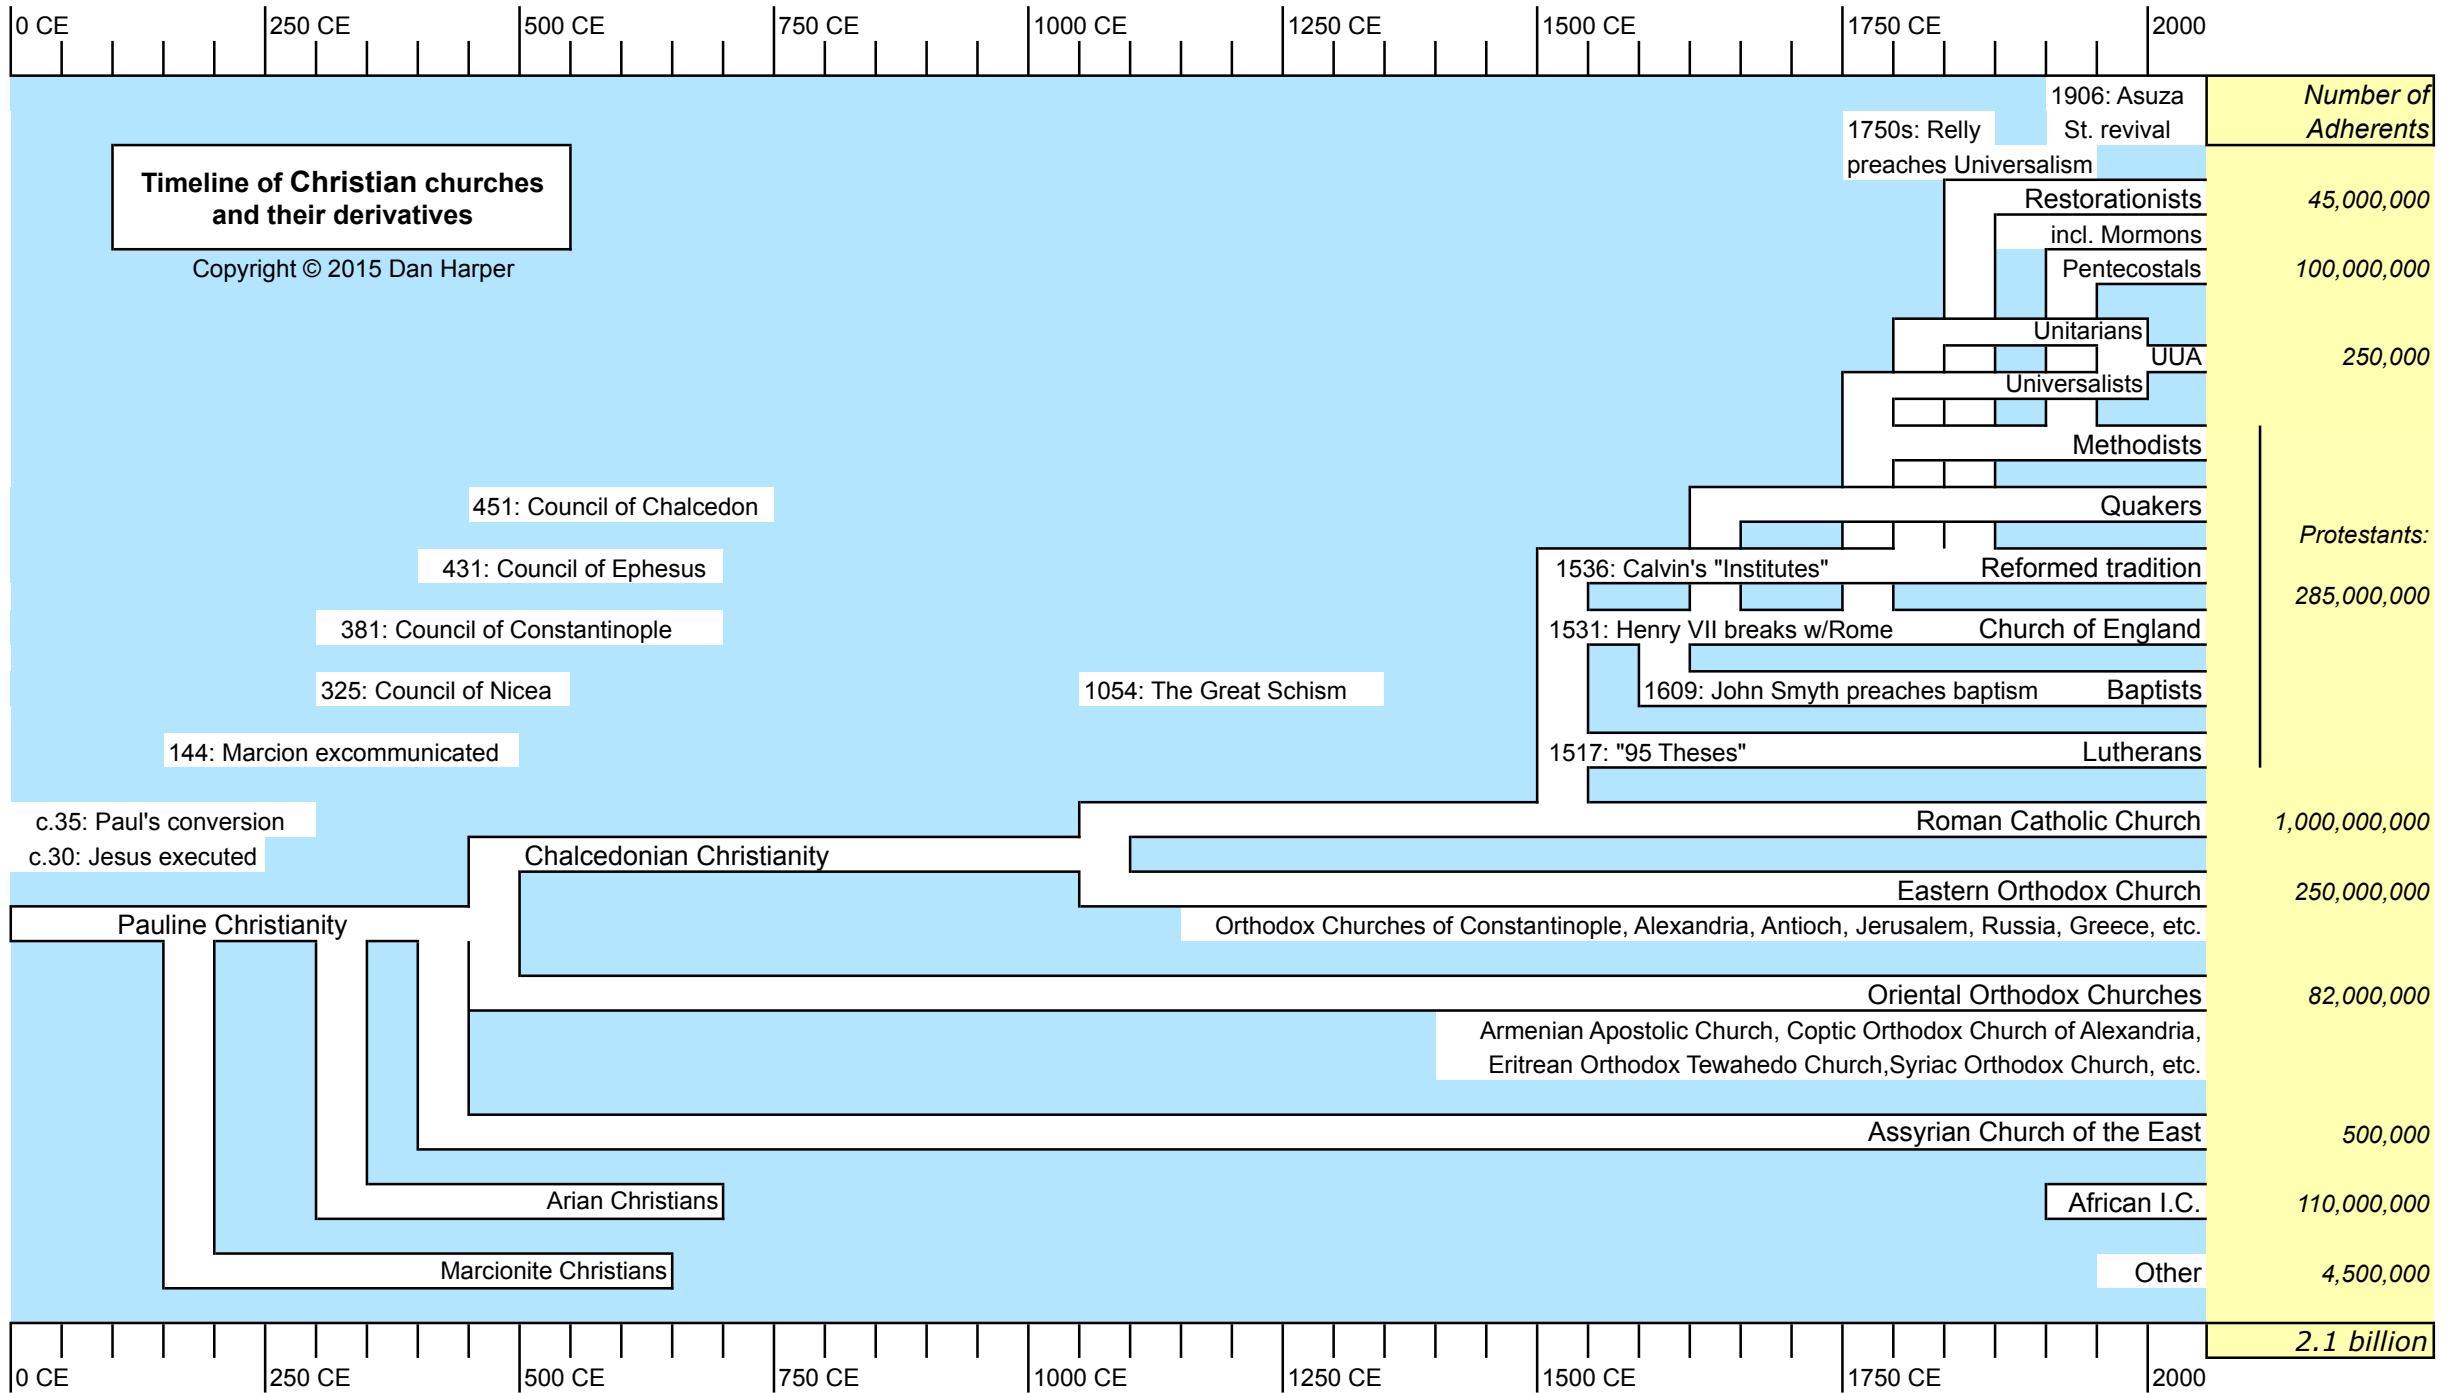 0 CE 250 CE 500 CE 750 CE 1000 CE 1250 CE 1500 CE 1750 CE 2000
1906: Asuza
St. revival
Number of
Adherents
1750s: Relly
preaches Universalism
Timeline of Christian churches
and their derivatives
Copyright © 2015 Dan Harper
Restorationists 45,000,000
incl. Mormons
Pentecostals 100,000,000
Unitarians
UUA 250,000
Universalists
Methodists
451: Council of Chalcedon Quakers
Protestants:
431: Council of Ephesus 1536: Calvin's "Institutes" Reformed tradition
285,000,000
381: Council of Constantinople 1531: Henry VII breaks w/Rome Church of England
325: Council of Nicea 1054: The Great Schism 1609: John Smyth preaches baptism Baptists
144: Marcion excommunicated 1517: "95 Theses" Lutherans
c.35: Paul's conversion Roman Catholic Church 1,000,000,000
c.30: Jesus executed Chalcedonian Christianity
Eastern Orthodox Church 250,000,000
Pauline Christianity Orthodox Churches of Constantinople, Alexandria, Antioch, Jerusalem, Russia, Greece, etc.
Oriental Orthodox Churches 82,000,000
Armenian Apostolic Church, Coptic Orthodox Church of Alexandria,
Eritrean Orthodox Tewahedo Church,Syriac Orthodox Church, etc.
Assyrian Church of the East 500,000
Arian Christians African I.C. 110,000,000
Marcionite Christians Other 4,500,000
2.1 billion
0 CE 250 CE 500 CE 750 CE 1000 CE 1250 CE 1500 CE 1750 CE 2000